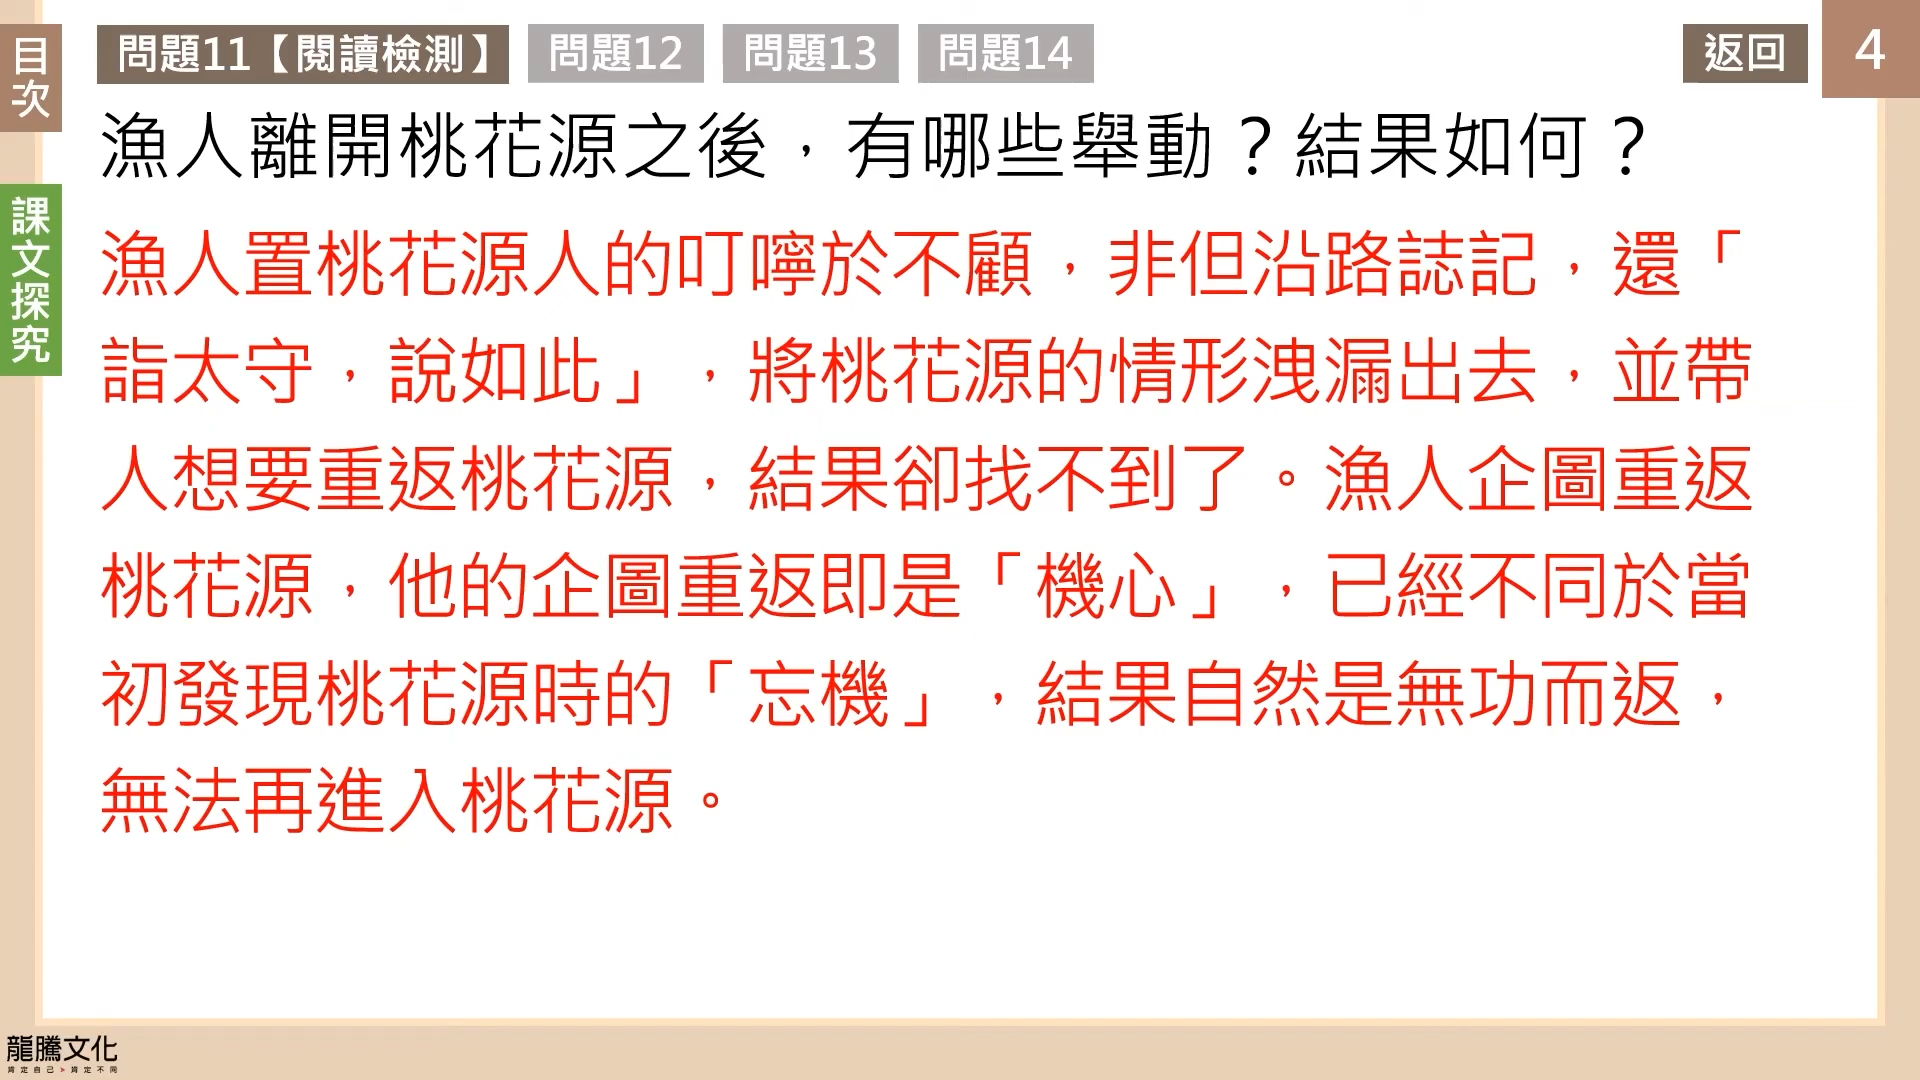 目次
問題11【閱讀檢測】 問題12 問題13 問題14 返回 4
漁人離開桃花源之後，有哪些舉動？結果如何？
課文探究
漁人置桃花源人的叮嚀於不顧，非但沿路誌記，還「
詣太守，說如此」，將桃花源的情形洩漏出去，並帶
人想要重返桃花源，結果卻找不到了。漁人企圖重返
桃花源，他的企圖重返即是「機心」，已經不同於當
初發現桃花源時的「忘機」，結果自然是無功而返，
無法再進入桃花源。
龍騰文化
肯定自己➤肯定不同